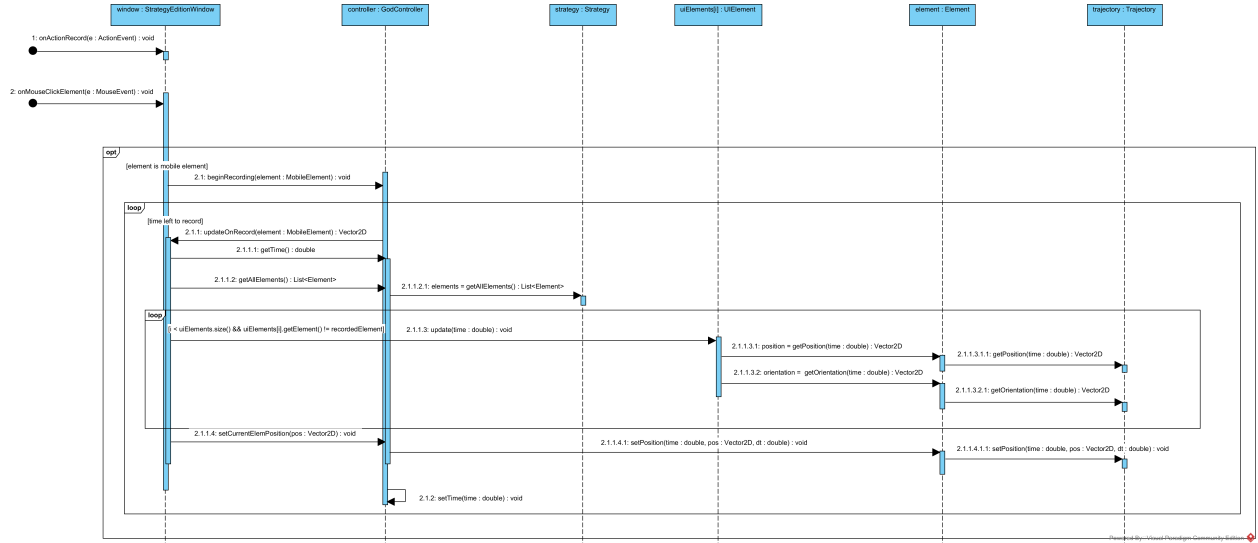 window : StrategyEditionWindow
controller : GodController
strategy : Strategy
uiElements[i] : UIElement
element : Element
trajectory : Trajectory
1: onActionRecord(e : ActionEvent) : void
2: onMouseClickElement(e : MouseEvent) : void
opt
[element is mobile element]
2.1: beginRecording(element : MobileElement) : void
loop
[time left to record]
2.1.1: updateOnRecord(element : MobileElement) : Vector2D
2.1.1.1: getTime() : double
2.1.1.2: getAllElements() : List<Element>
2.1.1.2.1: elements = getAllElements() : List<Element>
loop
[i < uiElements.size() && uiElements[i].getElement() != recordedElement]
2.1.1.3: update(time : double) : void
2.1.1.3.1: position = getPosition(time : double) : Vector2D
2.1.1.3.1.1: getPosition(time : double) : Vector2D
2.1.1.3.2: orientation = getOrientation(time : double) : Vector2D
2.1.1.3.2.1: getOrientation(time : double) : Vector2D
2.1.1.4: setCurrentElemPosition(pos : Vector2D) : void
2.1.1.4.1: setPosition(time : double, pos : Vector2D, dt : double) : void
2.1.1.4.1.1: setPosition(time : double, pos : Vector2D, dt : double) : void
2.1.2: setTime(time : double) : void
Powered By Visual Paradigm Community Edition